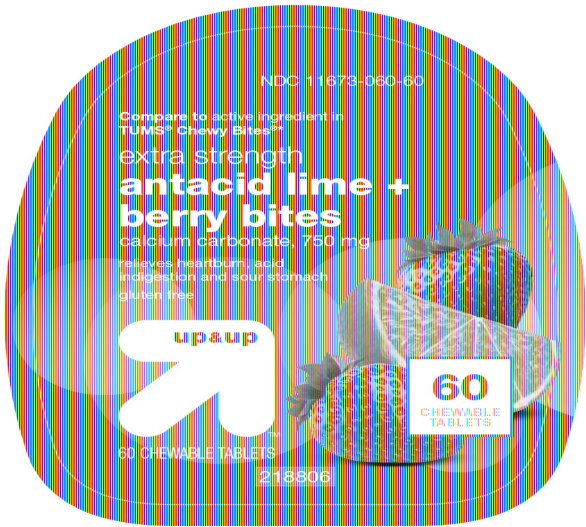 NDC 11673-060-60
Compare to active ingredient in
TUMS® Chewy Bites®*
extra strength
antacid lime +
berry bites
calcium carbonate, 750 mg
relieves heartburn, acid
indigestion and sour stomach
gluten free
up&up
60
CHEWABLE
TABLETS
™
60 CHEWABLE TABLETS
218806